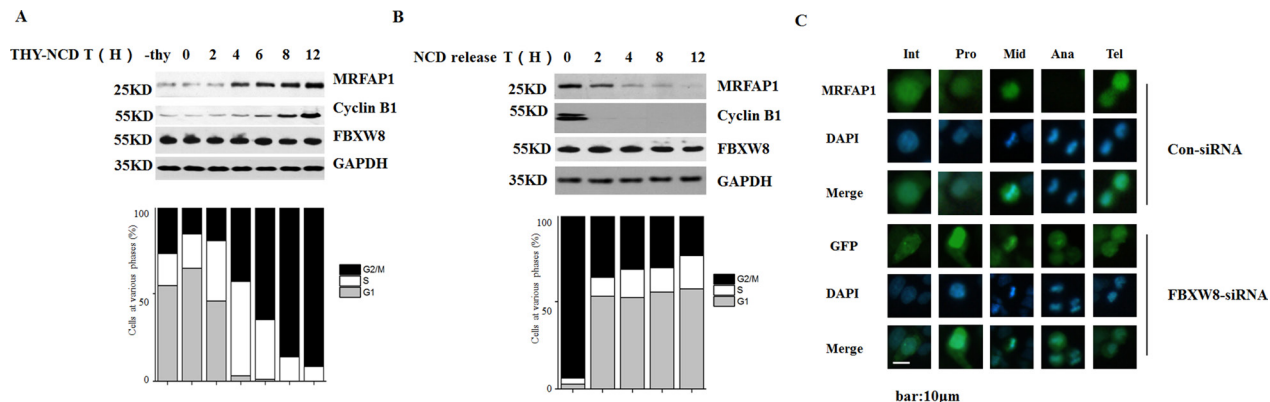 A
THY-NCD T ( H ) -thy 0 2 4 6 8 12
25KD MRFAP1
55KD Cyclin B1
55KD FBXW8
35KD GAPDH
Cells at various phases (%)
100
50
0
G2/M
S
G1
B
NCD release T ( H ) 0 2 4 8 12
25KD MRFAP1
55KD Cyclin B1
55KD FBXW8
35KD GAPDH
Cells at various phases (%)
100
50
0
G2/M
S
G1
C
Int Pro Mid Ana Tel
MRFAP1
DAPI
Merge
Con-siRNA
GFP
DAPI
Merge
FBXW8-siRNA
bar:10μm